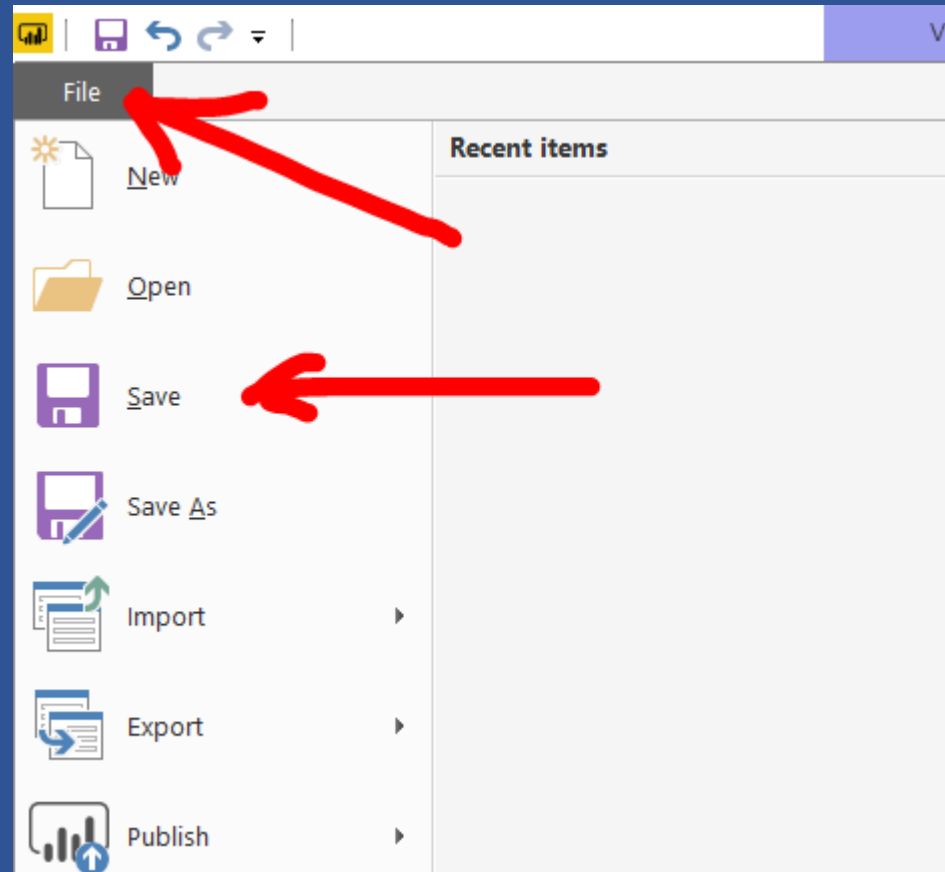 V
File
Recent items
New
Open
Save
Save As
Import
Export
Publish